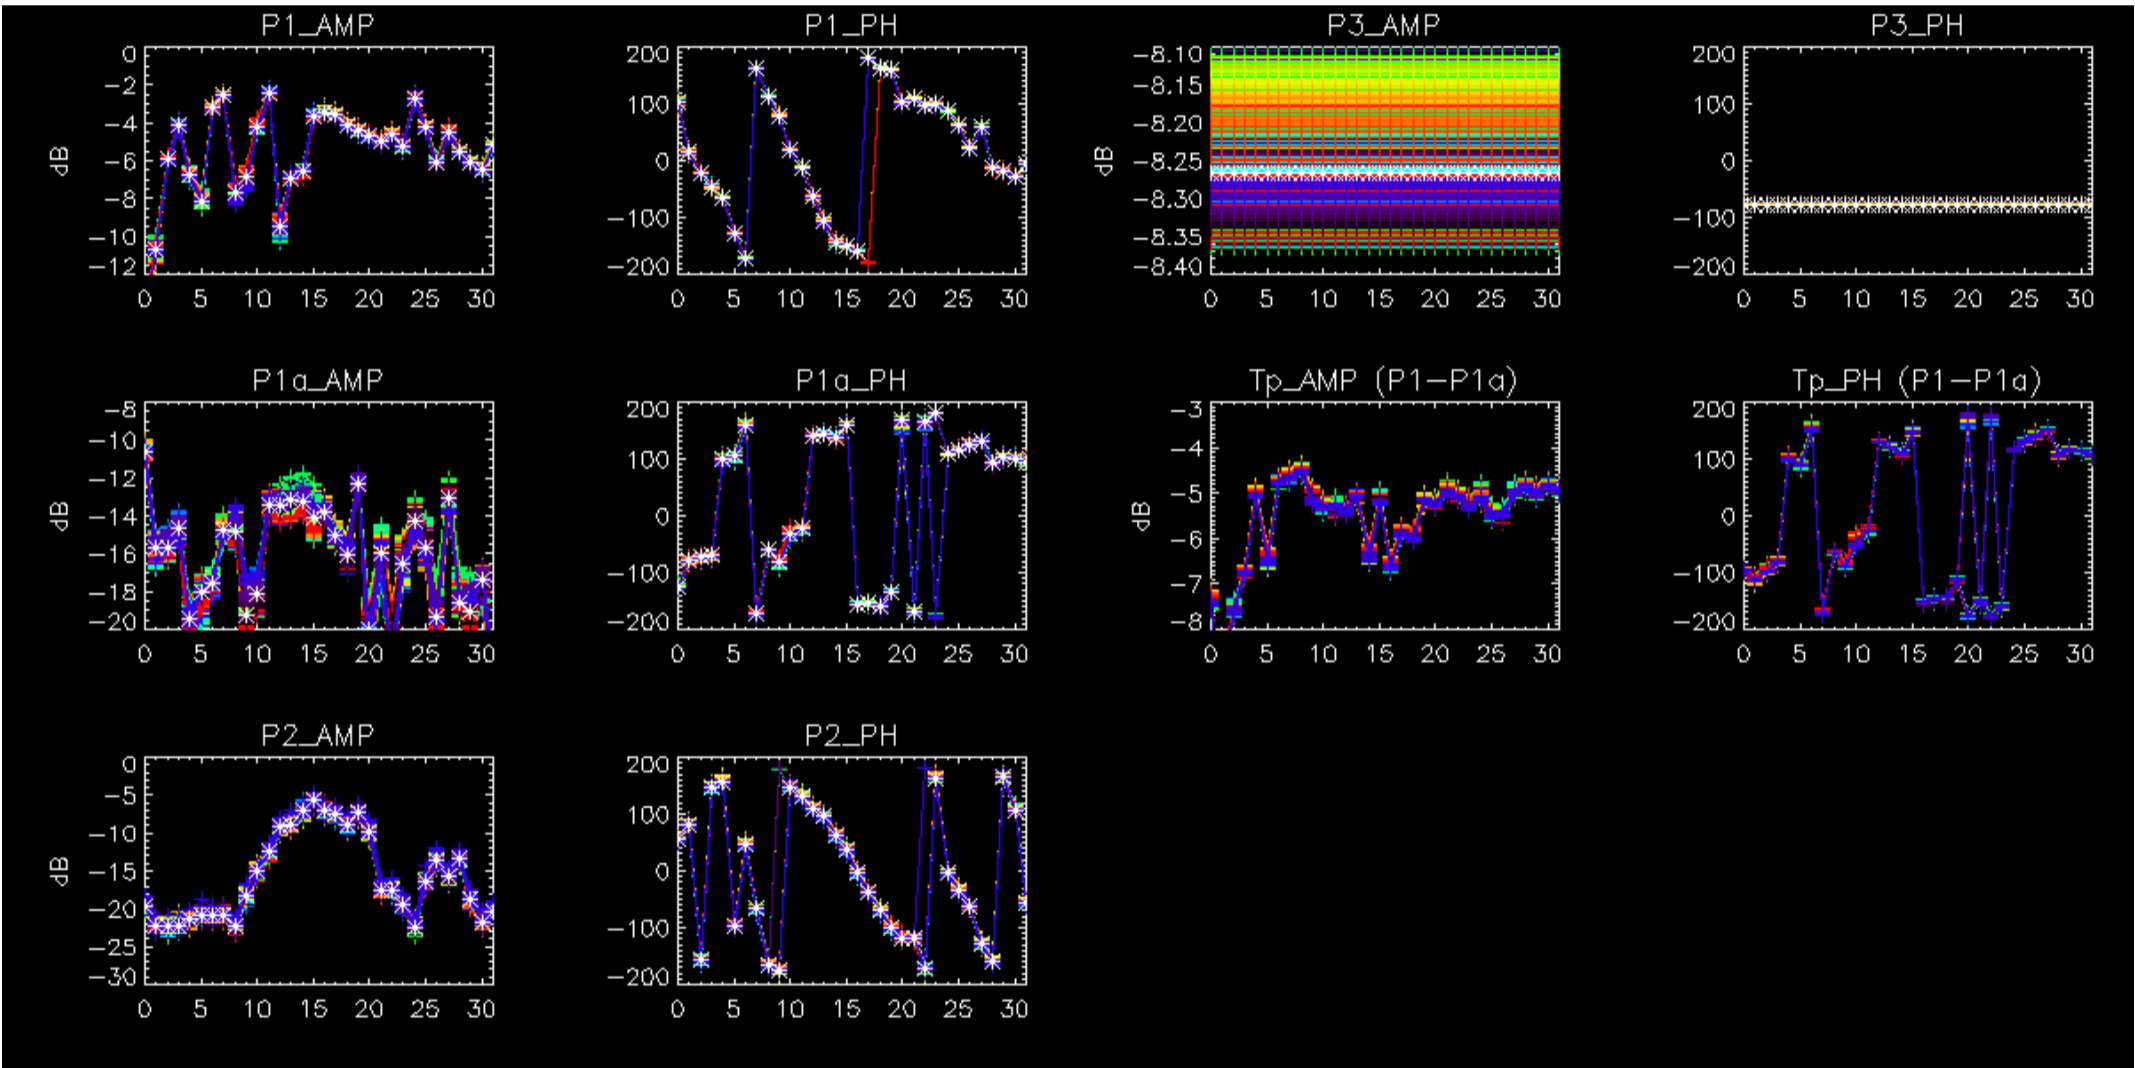 P1_AMP
0
−2
−4
−6
−8
−10
−12
dB
0 5 10 15 20 25 30
P1_PH
200
100
0
−100
−200
0 5 10 15 20 25 30
P3_AMP
−8.10
−8.15
−8.20
−8.25
−8.30
−8.35
−8.40
dB
0 5 10 15 20 25 30
P3_PH
200
100
0
−100
−200
0 5 10 15 20 25 30
P1a_AMP
−8
−10
−12
−14
−16
−18
−20
dB
0 5 10 15 20 25 30
P1a_PH
200
100
0
−100
−200
0 5 10 15 20 25 30
Tp_AMP (P1−P1a)
−3
−4
−5
−6
−7
−8
dB
0 5 10 15 20 25 30
Tp_PH (P1−P1a)
200
100
0
−100
−200
0 5 10 15 20 25 30
P2_AMP
0
−5
−10
−15
−20
−25
−30
dB
0 5 10 15 20 25 30
P2_PH
200
100
0
−100
−200
0 5 10 15 20 25 30